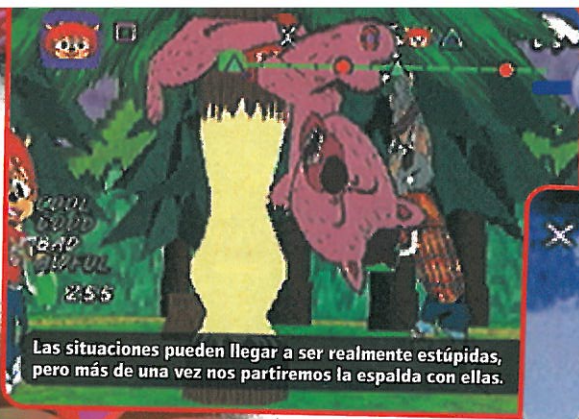 COOL
GOOD
BAD
AWFUL
255
Las situaciones pueden llegar a ser realmente estúpidas,
pero más de una vez nos partiremos la espalda con ellas.